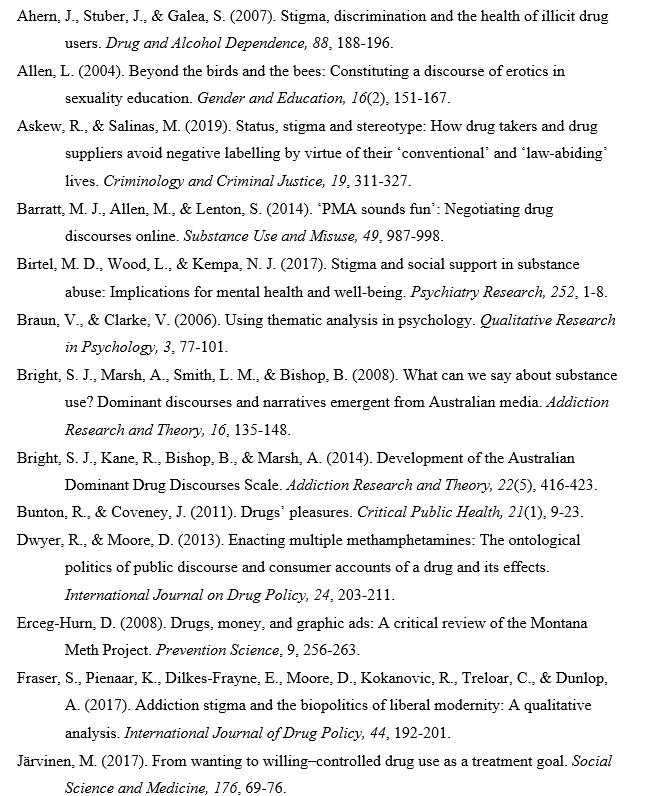 Ahern, J., Stuber, J., & Galea, S. (2007). Stigma, discrimination and the health of illicit drug
users. Drug and Alcohol Dependence, 88, 188-196.
Allen, L. (2004). Beyond the birds and the bees: Constituting a discourse of erotics in
sexuality education. Gender and Education, 16(2), 151-167.
Askew, R., & Salinas, M. (2019). Status, stigma and stereotype: How drug takers and drug
suppliers avoid negative labelling by virtue of their ‘conventional’ and ‘law-abiding’
lives. Criminology and Criminal Justice, 19, 311-327.
Barratt, M. J., Allen, M., & Lenton, S. (2014). ‘PMA sounds fun’: Negotiating drug
discourses online. Substance Use and Misuse, 49, 987-998.
Birtel, M. D., Wood, L., & Kempa, N. J. (2017). Stigma and social support in substance
abuse: Implications for mental health and well-being. Psychiatry Research, 252, 1-8.
Braun, V., & Clarke, V. (2006). Using thematic analysis in psychology. Qualitative Research
in Psychology, 3, 77-101.
Bright, S. J., Marsh, A., Smith, L. M., & Bishop, B. (2008). What can we say about substance
use? Dominant discourses and narratives emergent from Australian media. Addiction
Research and Theory, 16, 135-148.
Bright, S. J., Kane, R., Bishop, B., & Marsh, A. (2014). Development of the Australian
Dominant Drug Discourses Scale. Addiction Research and Theory, 22(5), 416-423.
Bunton, R., & Coveney, J. (2011). Drugs’ pleasures. Critical Public Health, 21(1), 9-23.
Dwyer, R., & Moore, D. (2013). Enacting multiple methamphetamines: The ontological
politics of public discourse and consumer accounts of a drug and its effects.
International Journal on Drug Policy, 24, 203-211.
Erceg-Hurn, D. (2008). Drugs, money, and graphic ads: A critical review of the Montana
Meth Project. Prevention Science, 9, 256-263.
Fraser, S., Pienaar, K., Dilkes-Frayne, E., Moore, D., Kokanovic, R., Treloar, C., & Dunlop,
A. (2017). Addiction stigma and the biopolitics of liberal modernity: A qualitative
analysis. International Journal of Drug Policy, 44, 192-201.
Järvinen, M. (2017). From wanting to willing–controlled drug use as a treatment goal. Social
Science and Medicine, 176, 69-76.